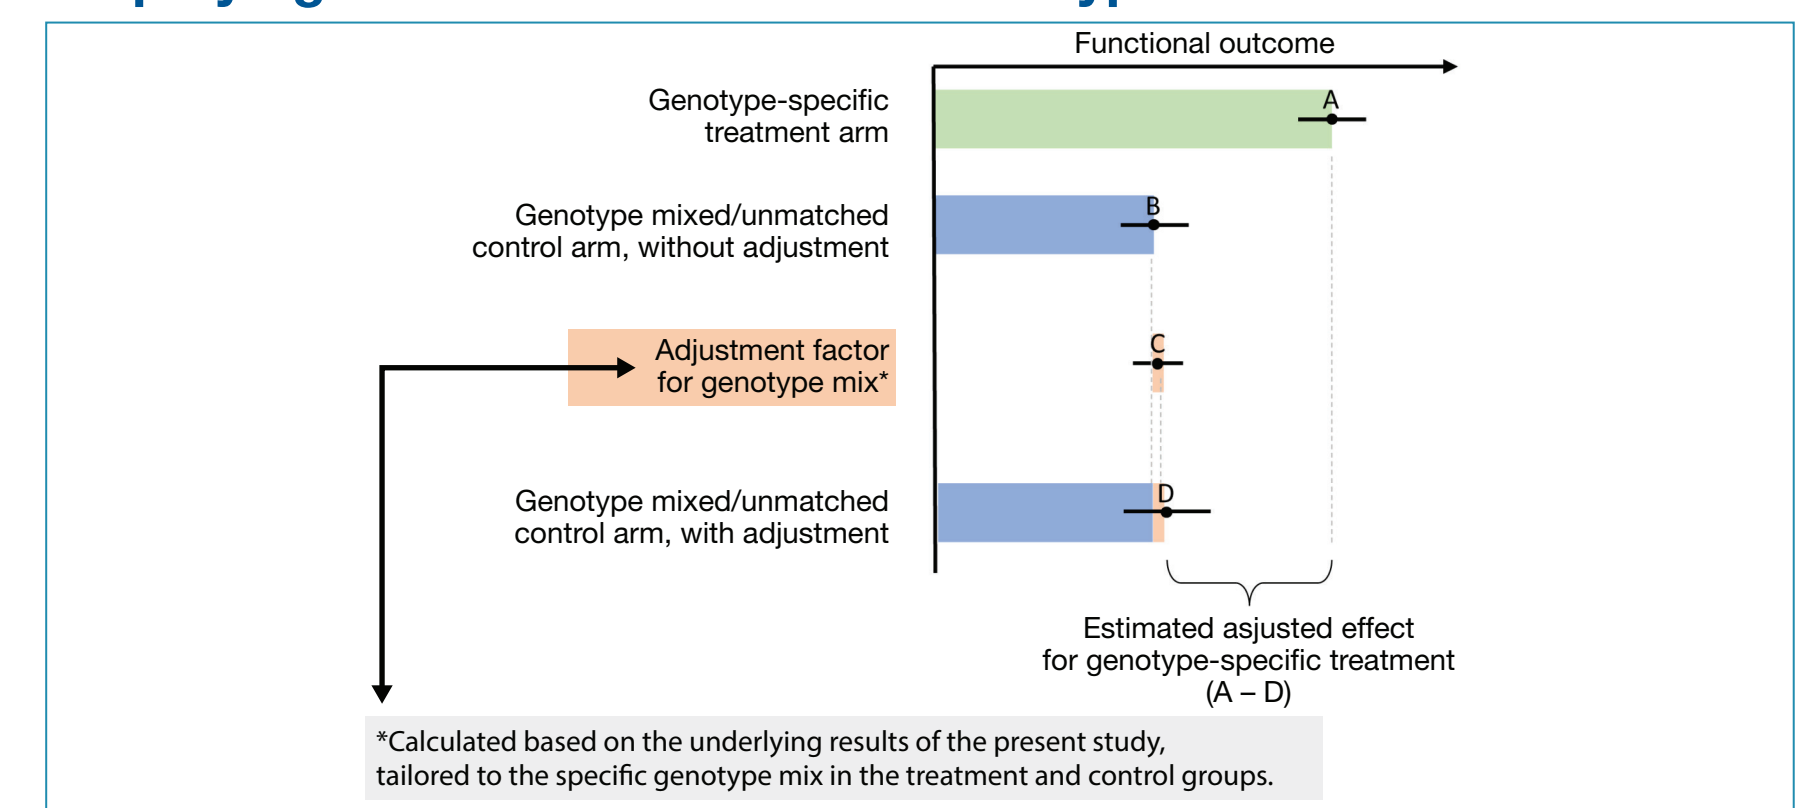 Functional outcome
Genotype-specific
treatment arm
A
Genotype mixed/unmatched
control arm, without adjustment
B
Adjustment factor
for genotype mix*
C
Genotype mixed/unmatched
control arm, with adjustment
D
Estimated asjusted effect
for genotype-specific treatment
(A – D)
*Calculated based on the underlying results of the present study,
tailored to the specific genotype mix in the treatment and control groups.